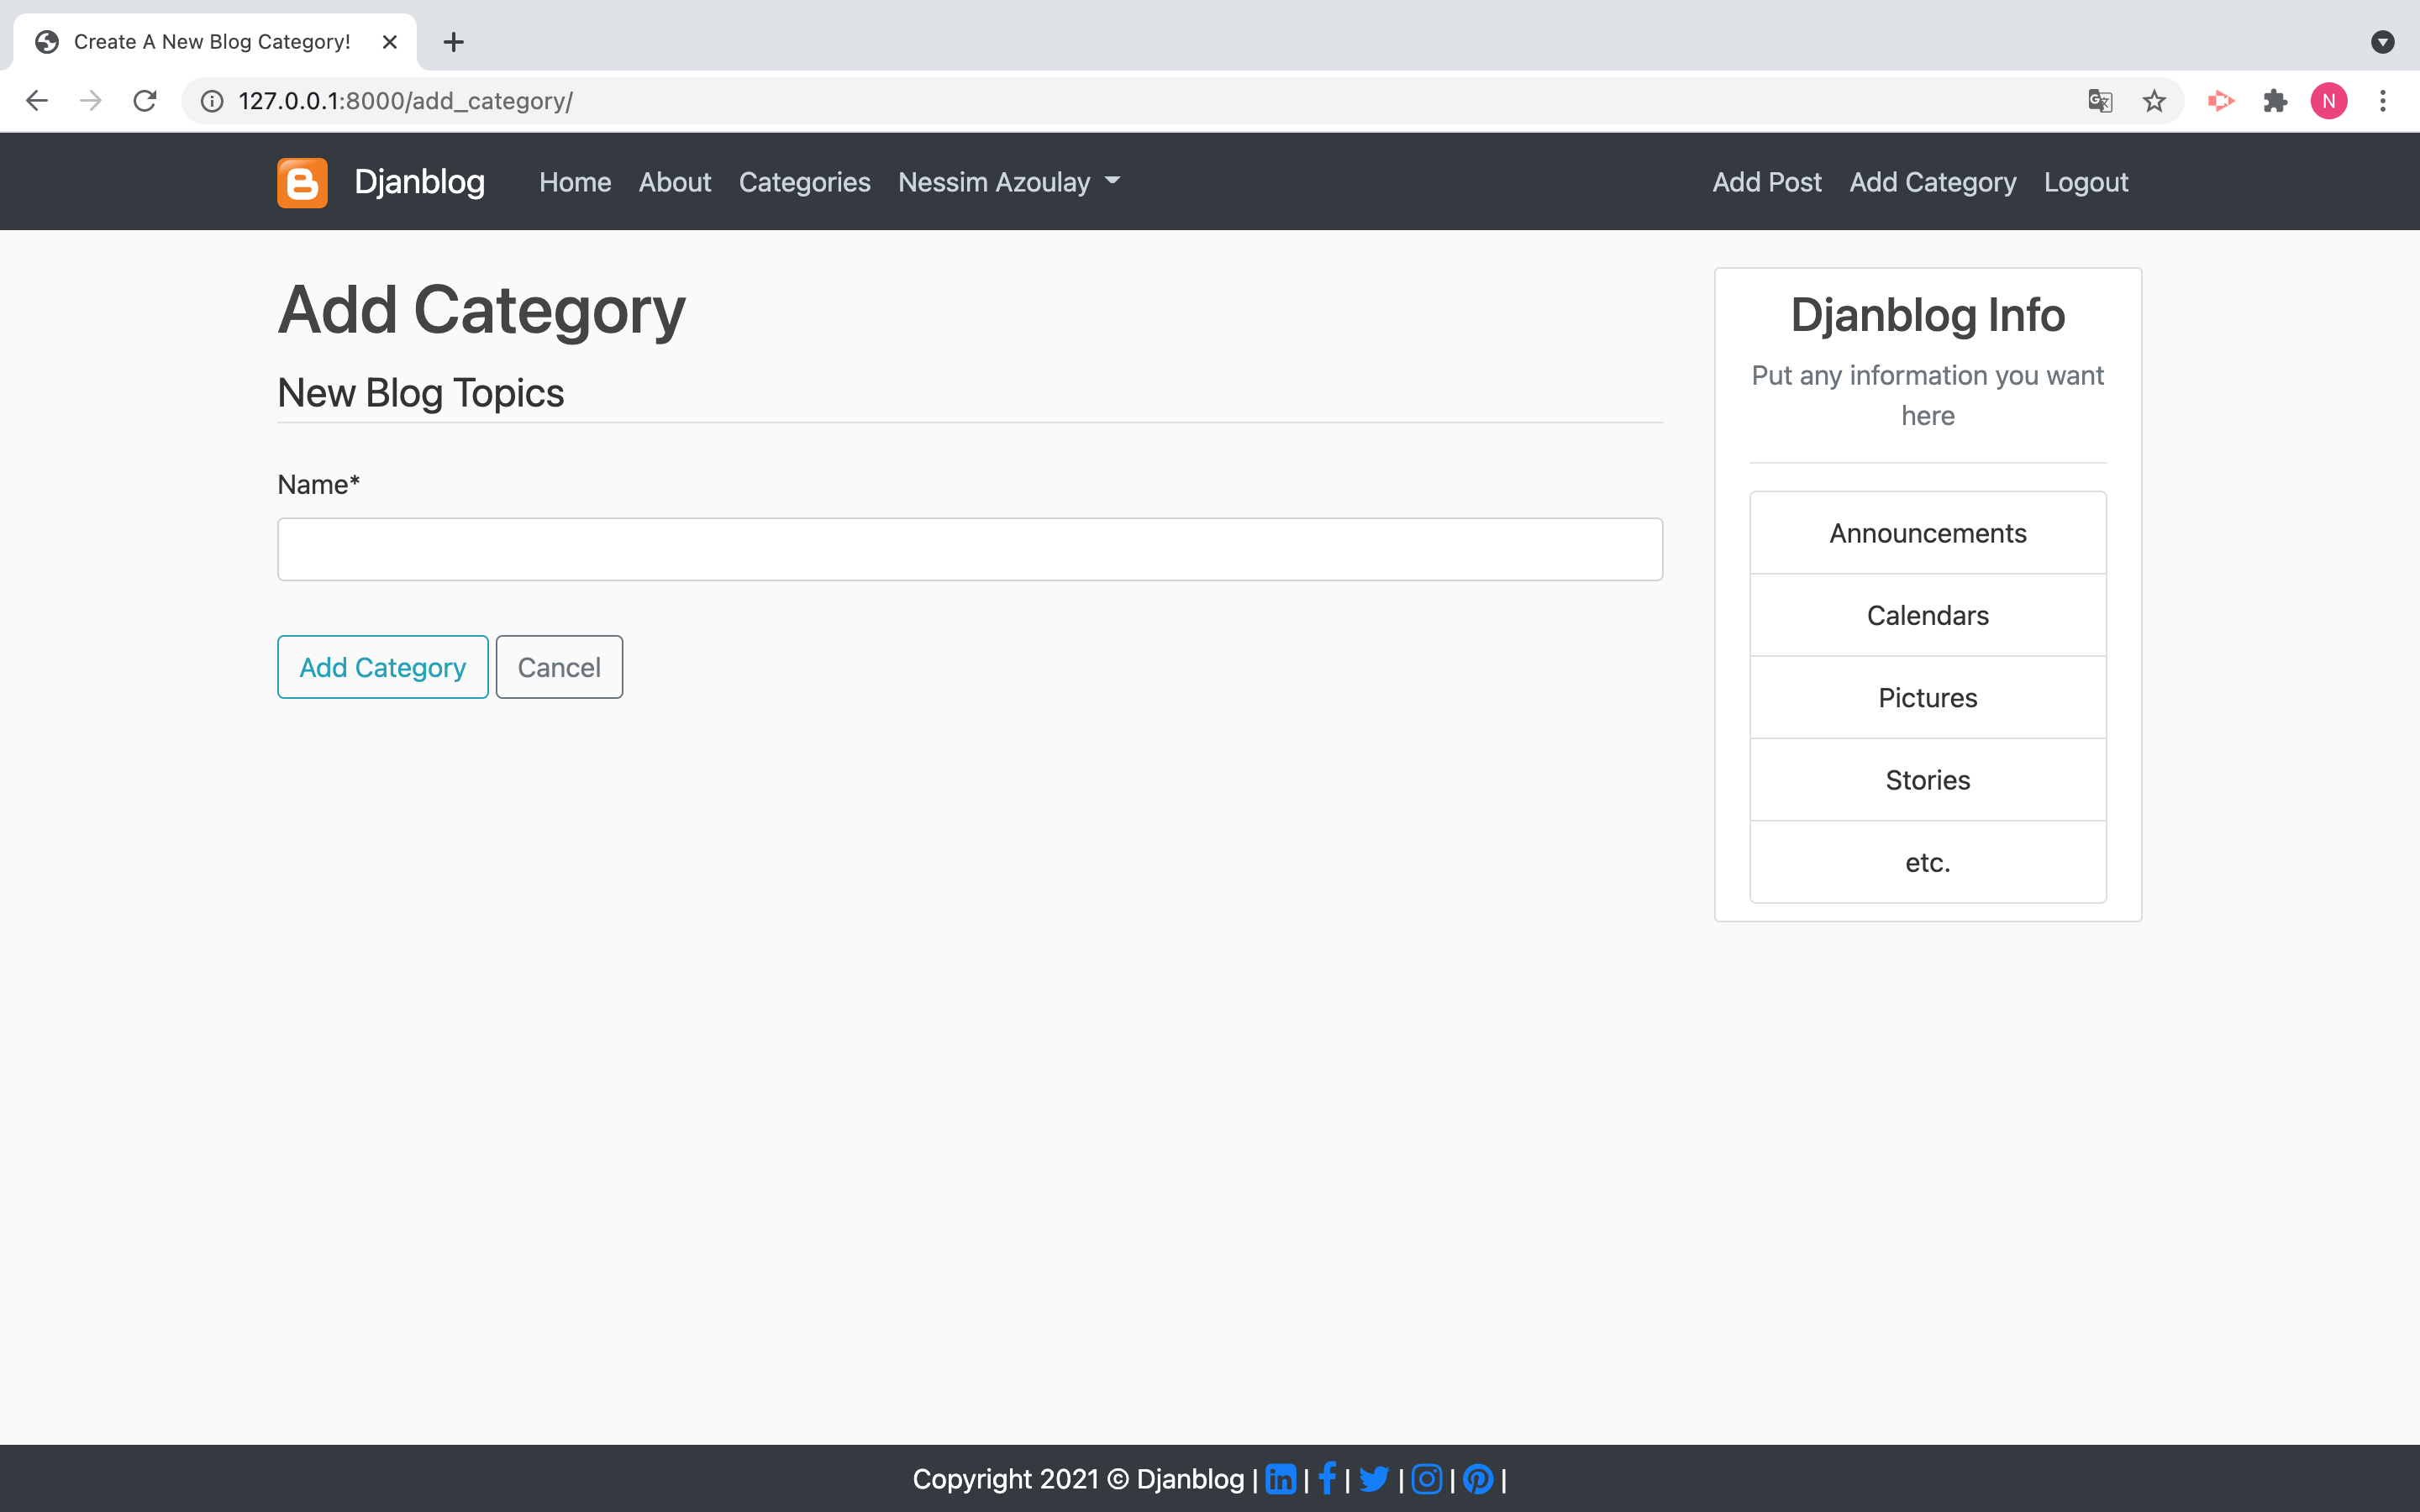 Create A New Blog Category!
127.0.0.1:8000/add_category/
N
Djanblog Home About Categories Nessim Azoulay Add Post Add Category Logout
Add Category
New Blog Topics
Name*
Add Category Cancel
Djanblog Info
Put any information you want
here
Announcements
Calendars
Pictures
Stories
etc.
Copyright 2021 © Djanblog | in | f | | | |